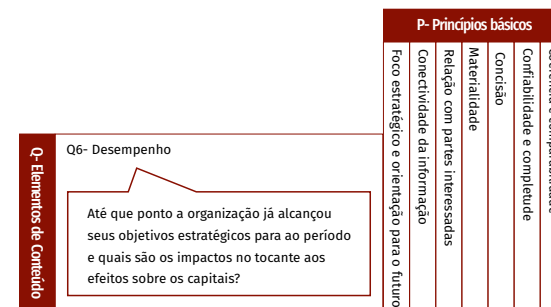 P- Princípios básicos
Foco estratégico e orientação para o futuro
Conectividade da informação
Relação com partes interessadas
Materialidade
Concisão
Confiabilidade e completude
Q- Elementos de Conteúdo
Q6- Desempenho
Até que ponto a organização já alcançou
seus objetivos estratégicos para ao período
e quais são os impactos no tocante aos
efeitos sobre os capitais?